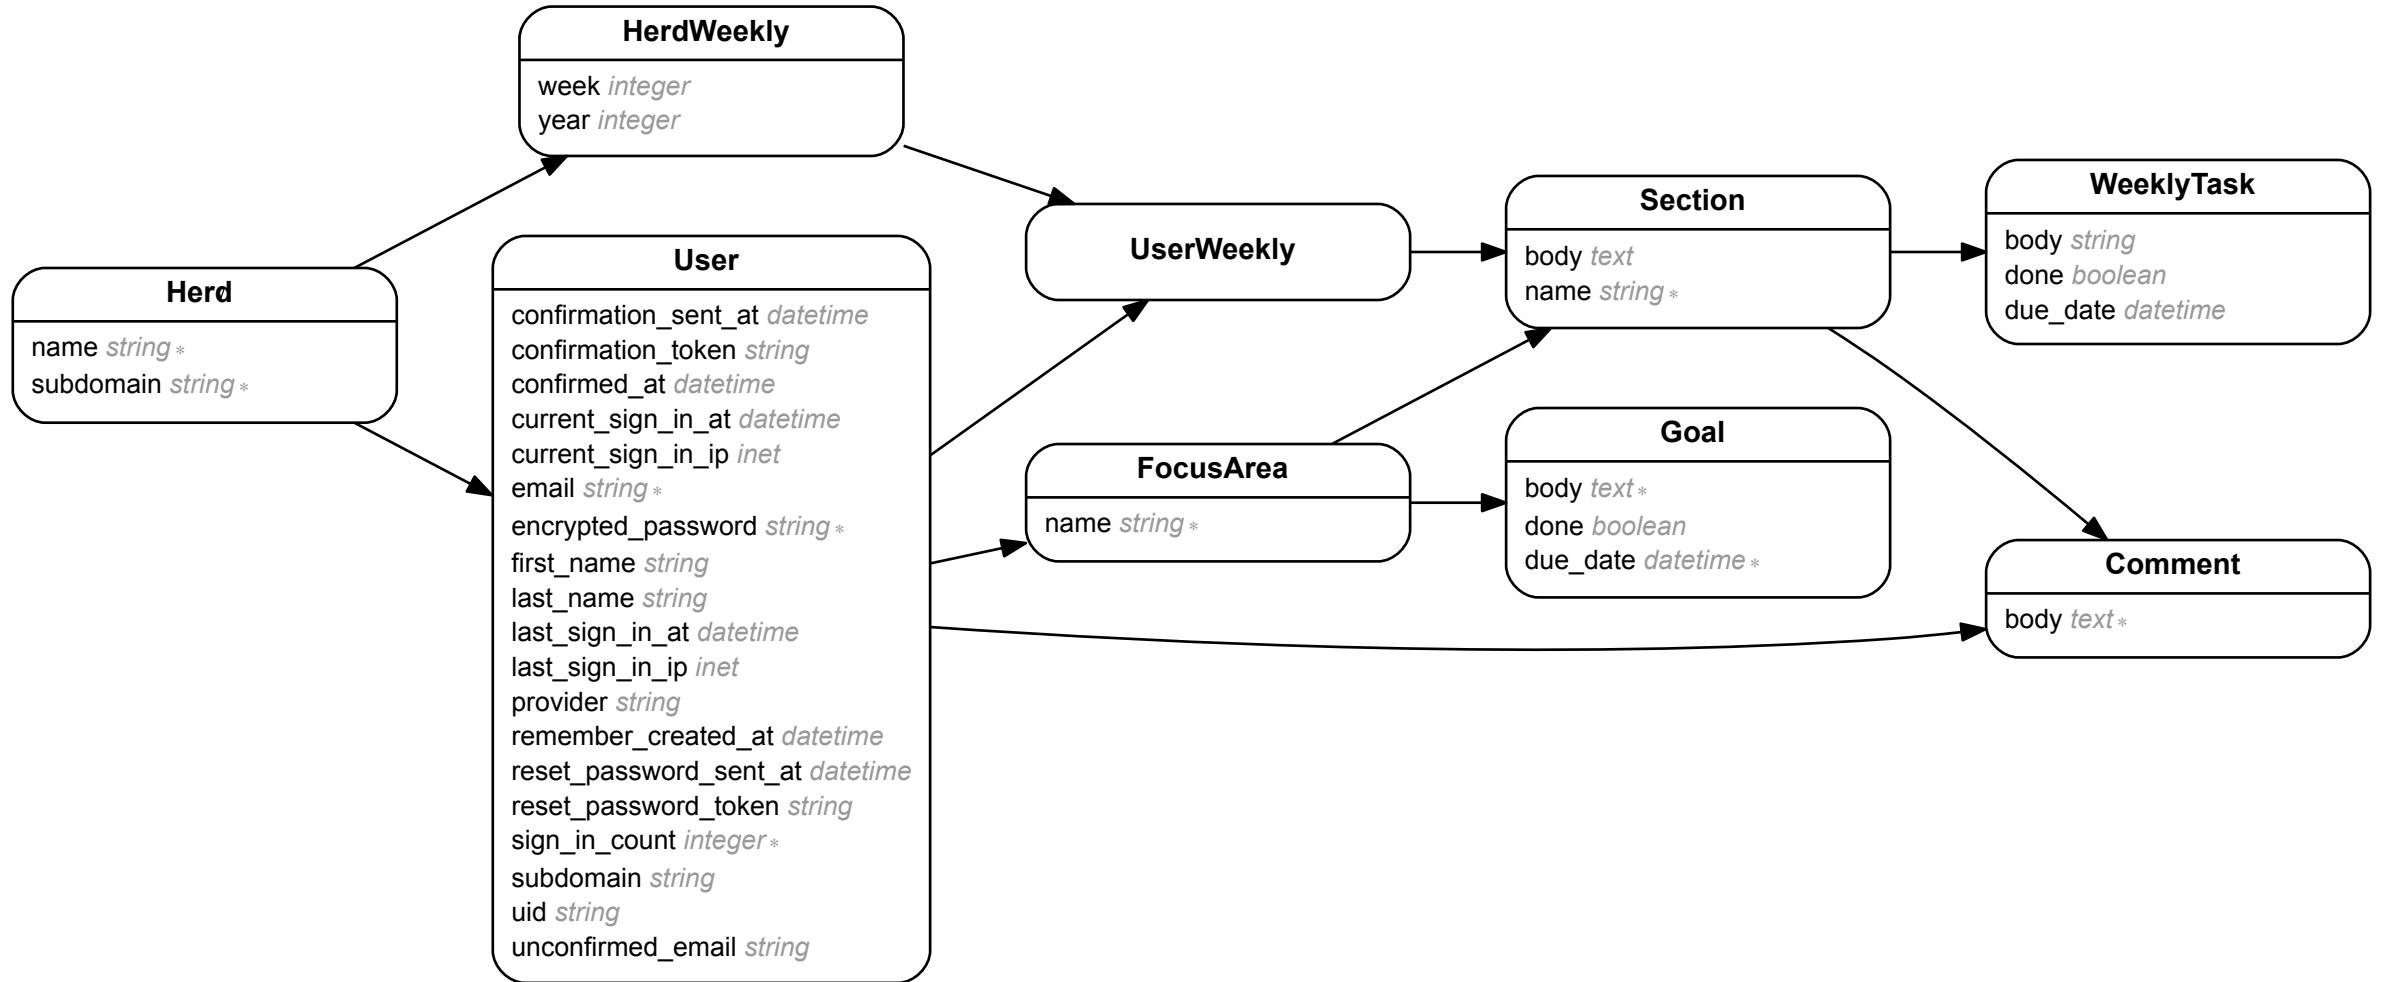 HerdWeekly
week integer
year integer
Herd
name string *
subdomain string *
User
confirmation_sent_at datetime
confirmation_token string
confirmed_at datetime
current_sign_in_at datetime
current_sign_in_ip inet
email string *
encrypted_password string *
first_name string
last_name string
last_sign_in_at datetime
last_sign_in_ip inet
provider string
remember_created_at datetime
reset_password_sent_at datetime
reset_password_token string
sign_in_count integer *
subdomain string
uid string
unconfirmed_email string
UserWeekly
FocusArea
name string *
Section
body text
name string *
Goal
body text *
done boolean
due_date datetime *
WeeklyTask
body string
done boolean
due_date datetime
Comment
body text *